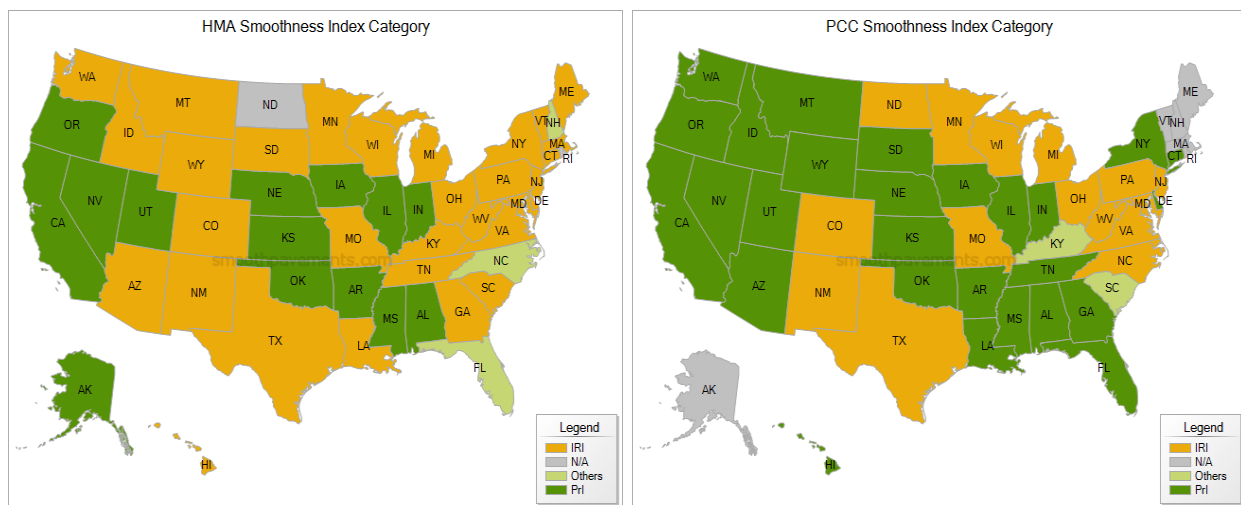 HMA Smoothness Index Category
WA
MT
ND
MN
ME
OR
ID
WY
SD
WI
MI
VT
NH
NY
MA
CT
RI
NV
UT
CO
NE
IA
IL
IN
OH
PA
NJ
MD
DE
WV
VA
CA
KS
MO
KY
smoothpavements.com
NC
TN
AZ
NM
OK
AR
SC
MS
AL
GA
TX
LA
FL
AK
HI
Legend
IRI
N/A
Others
PrI
PCC Smoothness Index Category
WA
MT
ND
MN
ME
OR
ID
WY
SD
WI
MI
VT
NH
NY
MA
CT
RI
NV
UT
CO
NE
IA
IL
IN
OH
PA
NJ
MD
DE
WV
VA
CA
KS
MO
KY
smoothpavements.com
NC
TN
AZ
NM
OK
AR
SC
MS
AL
GA
TX
LA
FL
AK
HI
Legend
IRI
N/A
Others
PrI